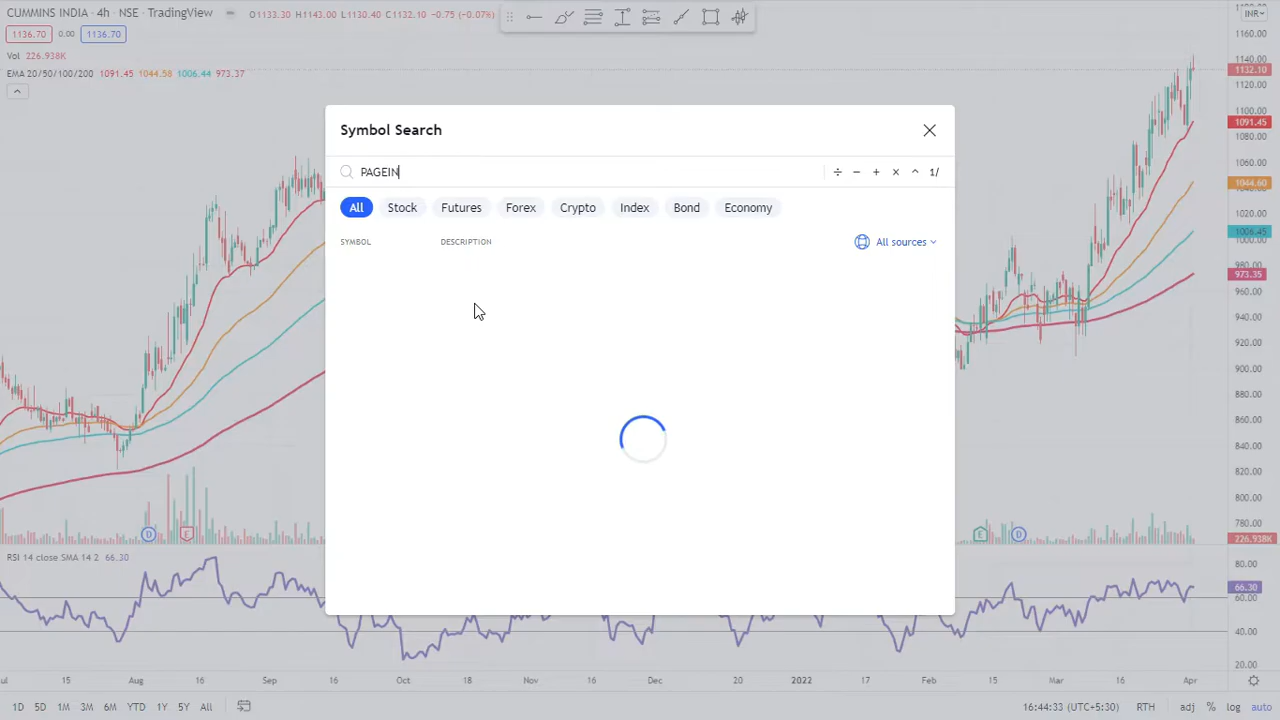 CUMMINS INDIA · 4h · NSE · TradingView O1133.30 H1143.00 L1130.40 C1132.10 -0.75 (-0.07%)
1136.70 0.00 1136.70
Vol 226.938K
EMA 20/50/100/200 1091.45 1044.58 1006.44 973.37
Symbol Search
PAGEIN
÷ − + × ^ 1/
All Stock Futures Forex Crypto Index Bond Economy
SYMBOL DESCRIPTION All sources
INR
1160.00
1140.00
1132.10
1120.00
1100.00
1091.45
1080.00
1060.00
1044.60
1040.00
1020.00
1006.45
1000.00
980.00
973.35
960.00
940.00
920.00
900.00
880.00
860.00
840.00
820.00
800.00
780.00
226.938K
D E E D
RSI 14 close SMA 14 2 66.30
80.00
66.30
60.00
40.00
20.00
ul 15 Aug 16 Sep 16 Oct 18 Nov 16 Dec 20 2022 17 Feb 15 Mar 16 Apr
1D 5D 1M 3M 6M YTD 1Y 5Y All 16:44:33 (UTC+5:30) RTH adj % log auto